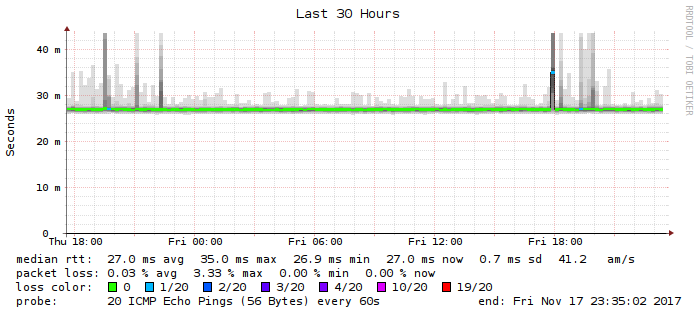 Last 30 Hours
RRDTOOL / TOBI OETIKER
Seconds
40 m
30 m
20 m
10 m
0
Thu 18:00 Fri 00:00 Fri 06:00 Fri 12:00 Fri 18:00
median rtt: 27.0 ms avg 35.0 ms max 26.9 ms min 27.0 ms now 0.7 ms sd 41.2 am/s
packet loss: 0.03 % avg 3.33 % max 0.00 % min 0.00 % now
loss color: 0 1/20 2/20 3/20 4/20 10/20 19/20
probe: 20 ICMP Echo Pings (56 Bytes) every 60s end: Fri Nov 17 23:35:02 2017